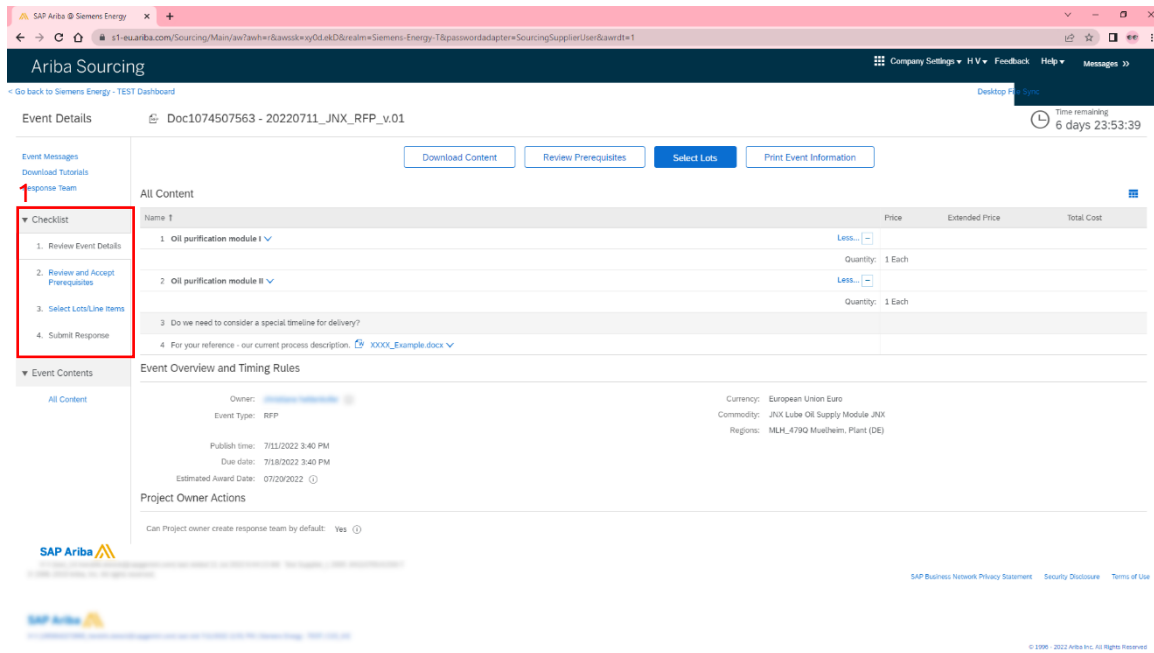 SAP Ariba @ Siemens Energy
s1-eu.ariba.com/Sourcing/Main/aw?awh=r&awssk=xy0d.ekD&realm=Siemens-Energy-T&passwordadapter=SourcingSupplierUser&awrdt=1
Ariba Sourcing
Company Settings H V Feedback Help Messages >>
< Go back to Siemens Energy - TEST Dashboard
Desktop File Sync
Event Details
Doc1074507563 - 20220711_JNX_RFP_v.01
Time remaining
6 days 23:53:39
Event Messages
Download Tutorials
Response Team
1
Checklist
1. Review Event Details
2. Review and Accept
Prerequisites
3. Select Lots/Line Items
4. Submit Response
Event Contents
All Content
Download Content Review Prerequisites Select Lots Print Event Information
All Content
Name ↑ Price Extended Price Total Cost
1 Oil purification module I Less... −
Quantity: 1 Each
2 Oil purification module II Less... −
Quantity: 1 Each
3 Do we need to consider a special timeline for delivery?
4 For your reference - our current process description. XXXX_Example.docx
Event Overview and Timing Rules
Owner:
Event Type: RFP
Publish time: 7/11/2022 3:40 PM
Due date: 7/18/2022 3:40 PM
Estimated Award Date: 07/20/2022
Currency: European Union Euro
Commodity: JNX Lube Oil Supply Module JNX
Regions: MLH_479Q Muelheim, Plant (DE)
Project Owner Actions
Can Project owner create response team by default: Yes
SAP Ariba
SAP Business Network Privacy Statement Security Disclosure Terms of Use
SAP Ariba
© 1996 - 2022 Ariba Inc. All Rights Reserved